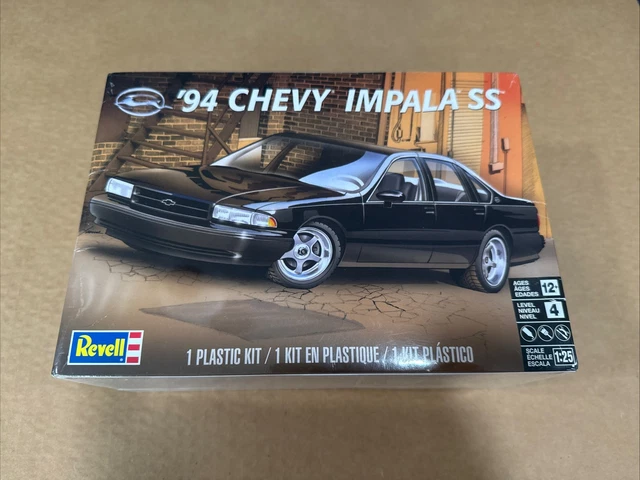 '94 CHEVY IMPALA SS
AGES
ÂGES
EDADES
12+
LEVEL
NIVEAU
NIVEL
4
SCALE
ÉCHELLE
ESCALA
1:25
Revell
1 PLASTIC KIT / 1 KIT EN PLASTIQUE / 1 KIT PLÁSTICO